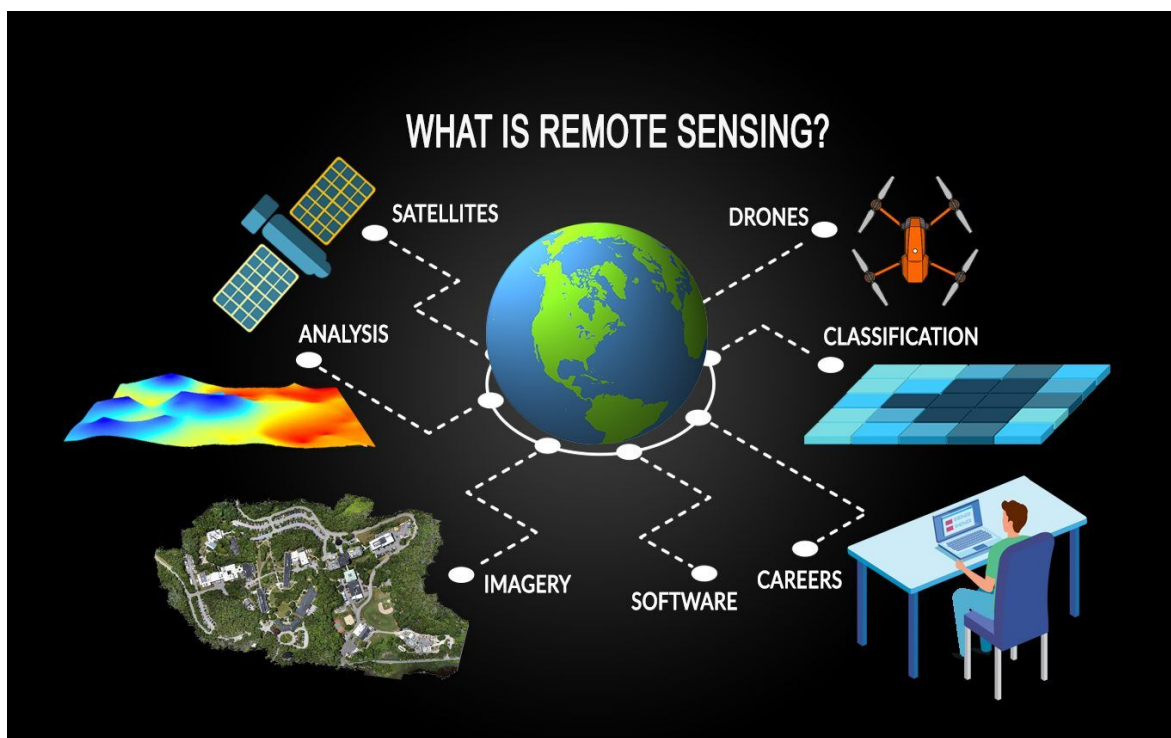 WHAT IS REMOTE SENSING?
SATELLITES
DRONES
ANALYSIS
CLASSIFICATION
IMAGERY
SOFTWARE
CAREERS